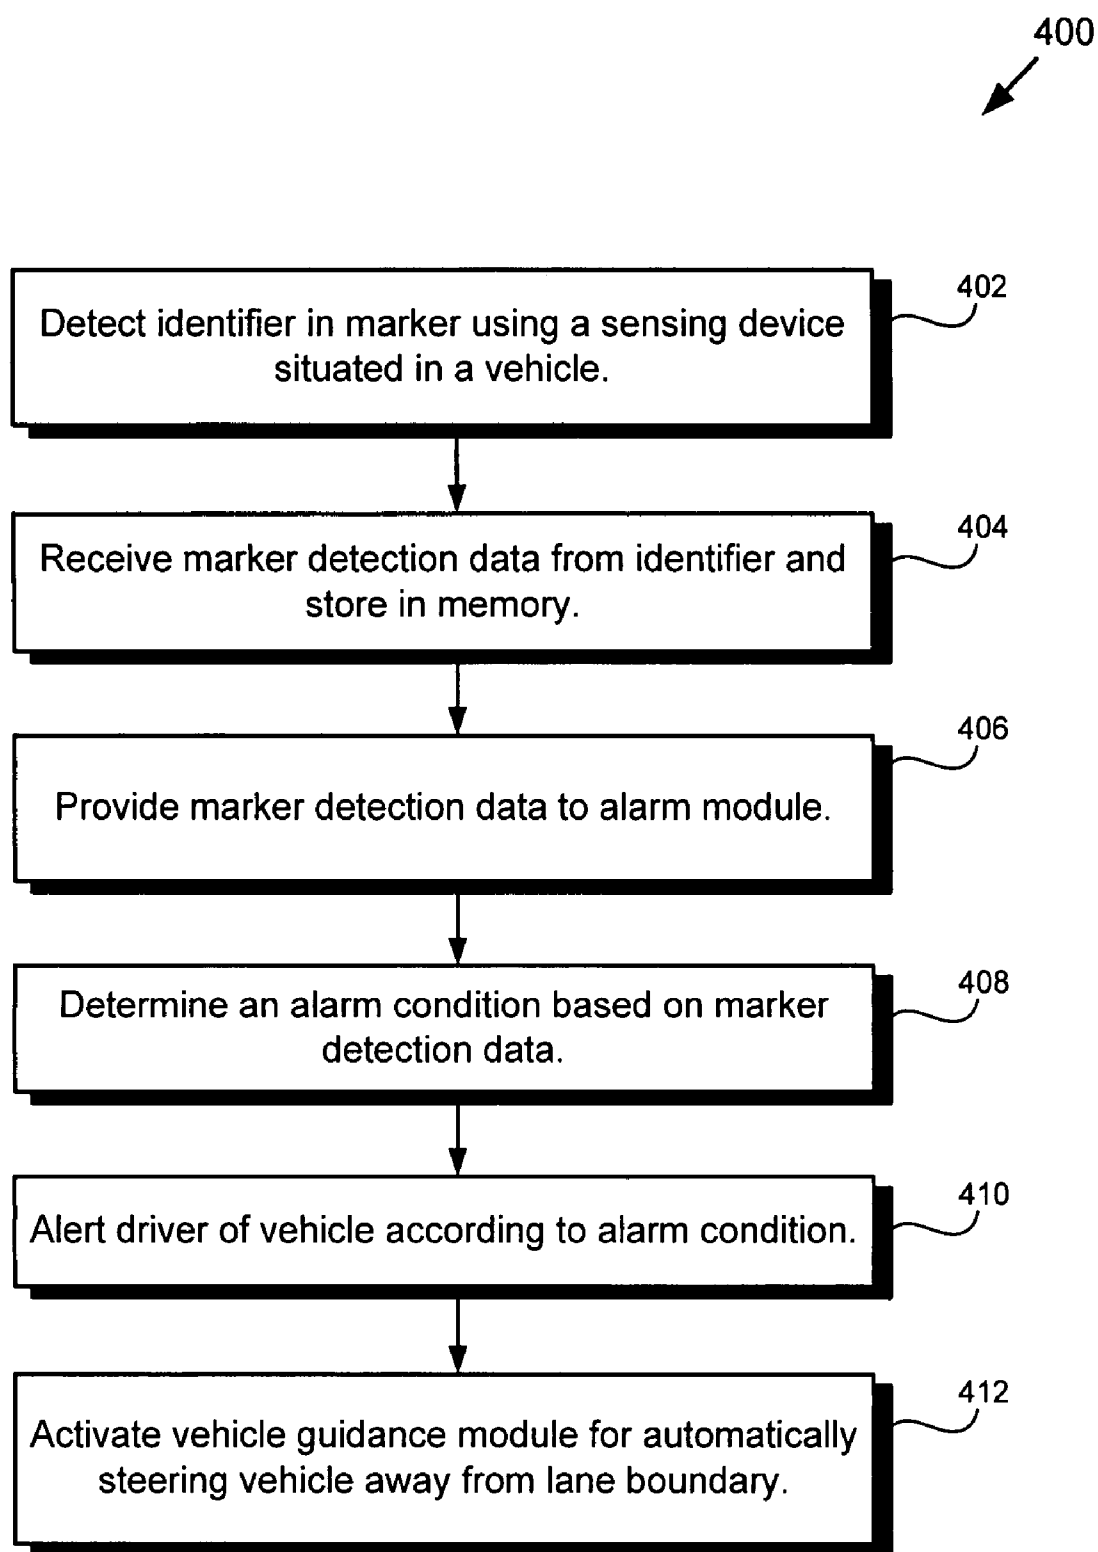 400
Detect identifier in marker using a sensing device
situated in a vehicle.
402
Receive marker detection data from identifier and
store in memory.
404
Provide marker detection data to alarm module.
406
Determine an alarm condition based on marker
detection data.
408
Alert driver of vehicle according to alarm condition.
410
Activate vehicle guidance module for automatically
steering vehicle away from lane boundary.
412